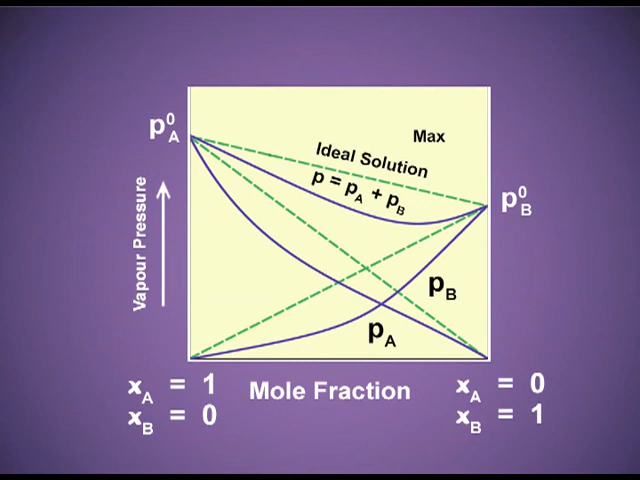 p⁰A
Max
Ideal Solution
p = pA + pB
p⁰B
Vapour Pressure
pB
pA
xA = 1
xB = 0
Mole Fraction
xA = 0
xB = 1